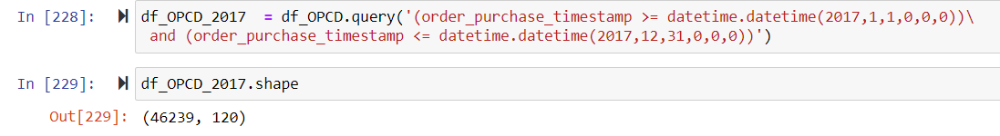 In [228]: df_OPCD_2017  = df_OPCD.query('(order_purchase_timestamp >= datetime.datetime(2017,1,1,0,0,0))\
and (order_purchase_timestamp <= datetime.datetime(2017,12,31,0,0,0))')
In [229]: df_OPCD_2017.shape
Out[229]: (46239, 120)